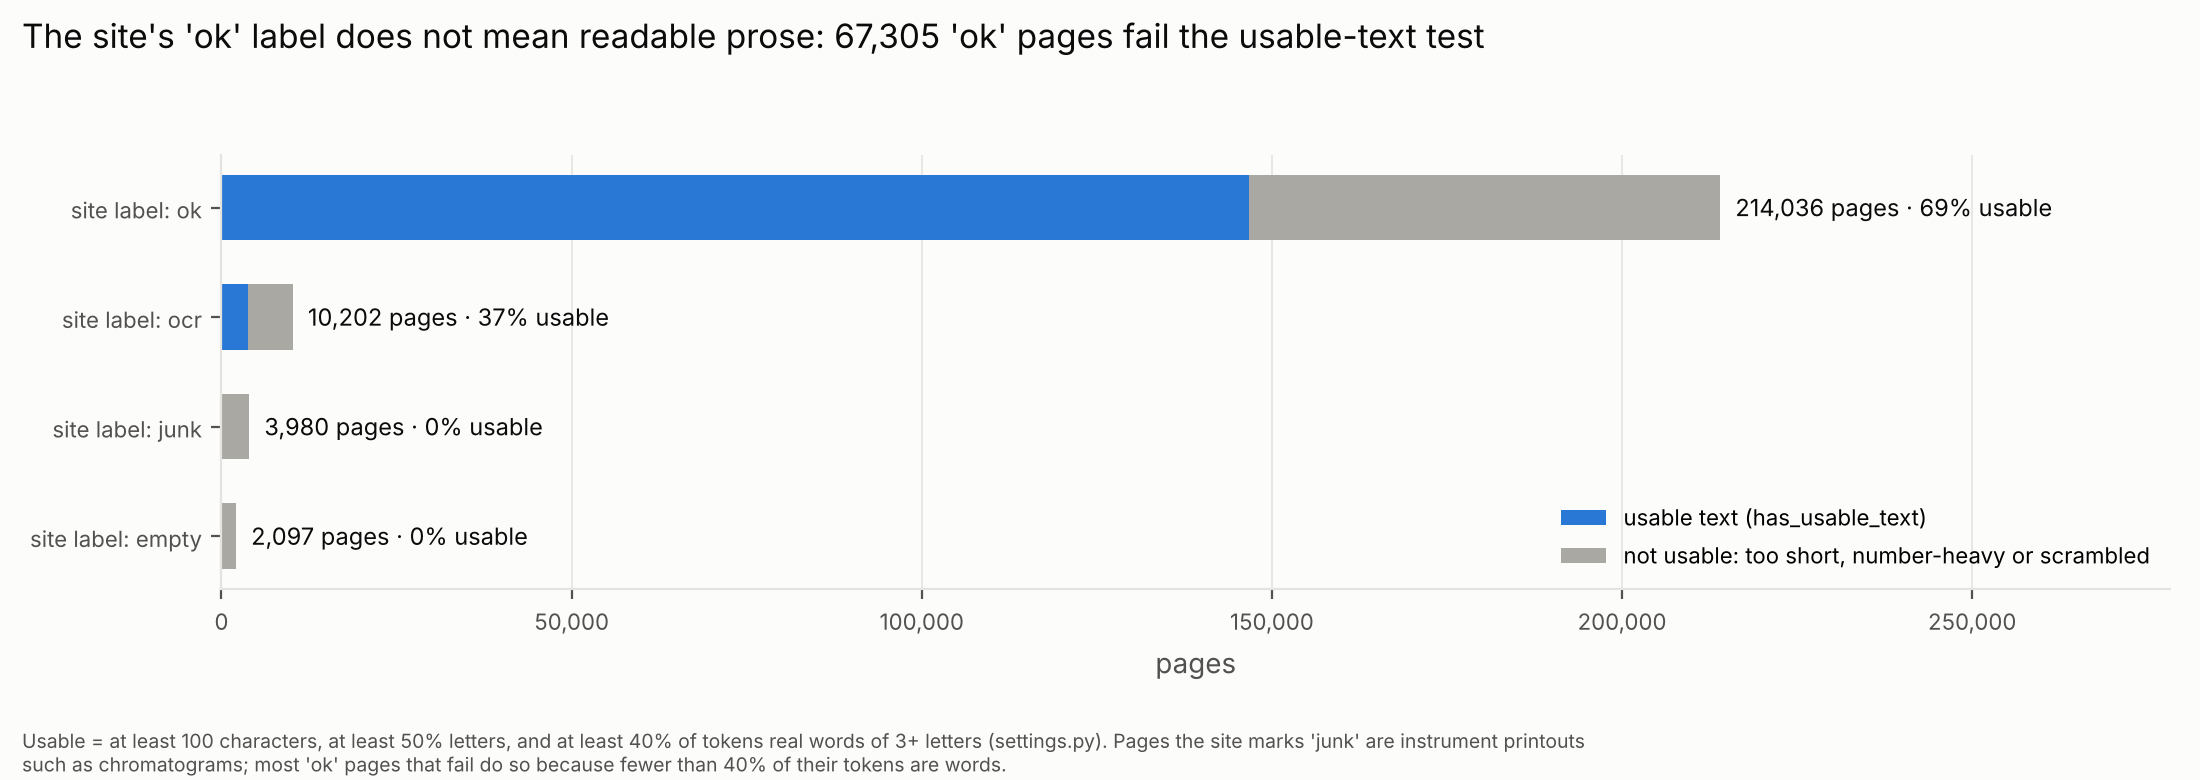 The site's 'ok' label does not mean readable prose: 67,305 'ok' pages fail the usable-text test
site label: ok
214,036 pages · 69% usable
site label: ocr
10,202 pages · 37% usable
site label: junk
3,980 pages · 0% usable
site label: empty
2,097 pages · 0% usable
usable text (has_usable_text)
not usable: too short, number-heavy or scrambled
0
50,000
100,000
150,000
200,000
250,000
pages
Usable = at least 100 characters, at least 50% letters, and at least 40% of tokens real words of 3+ letters (settings.py). Pages the site marks 'junk' are instrument printouts
such as chromatograms; most 'ok' pages that fail do so because fewer than 40% of their tokens are words.